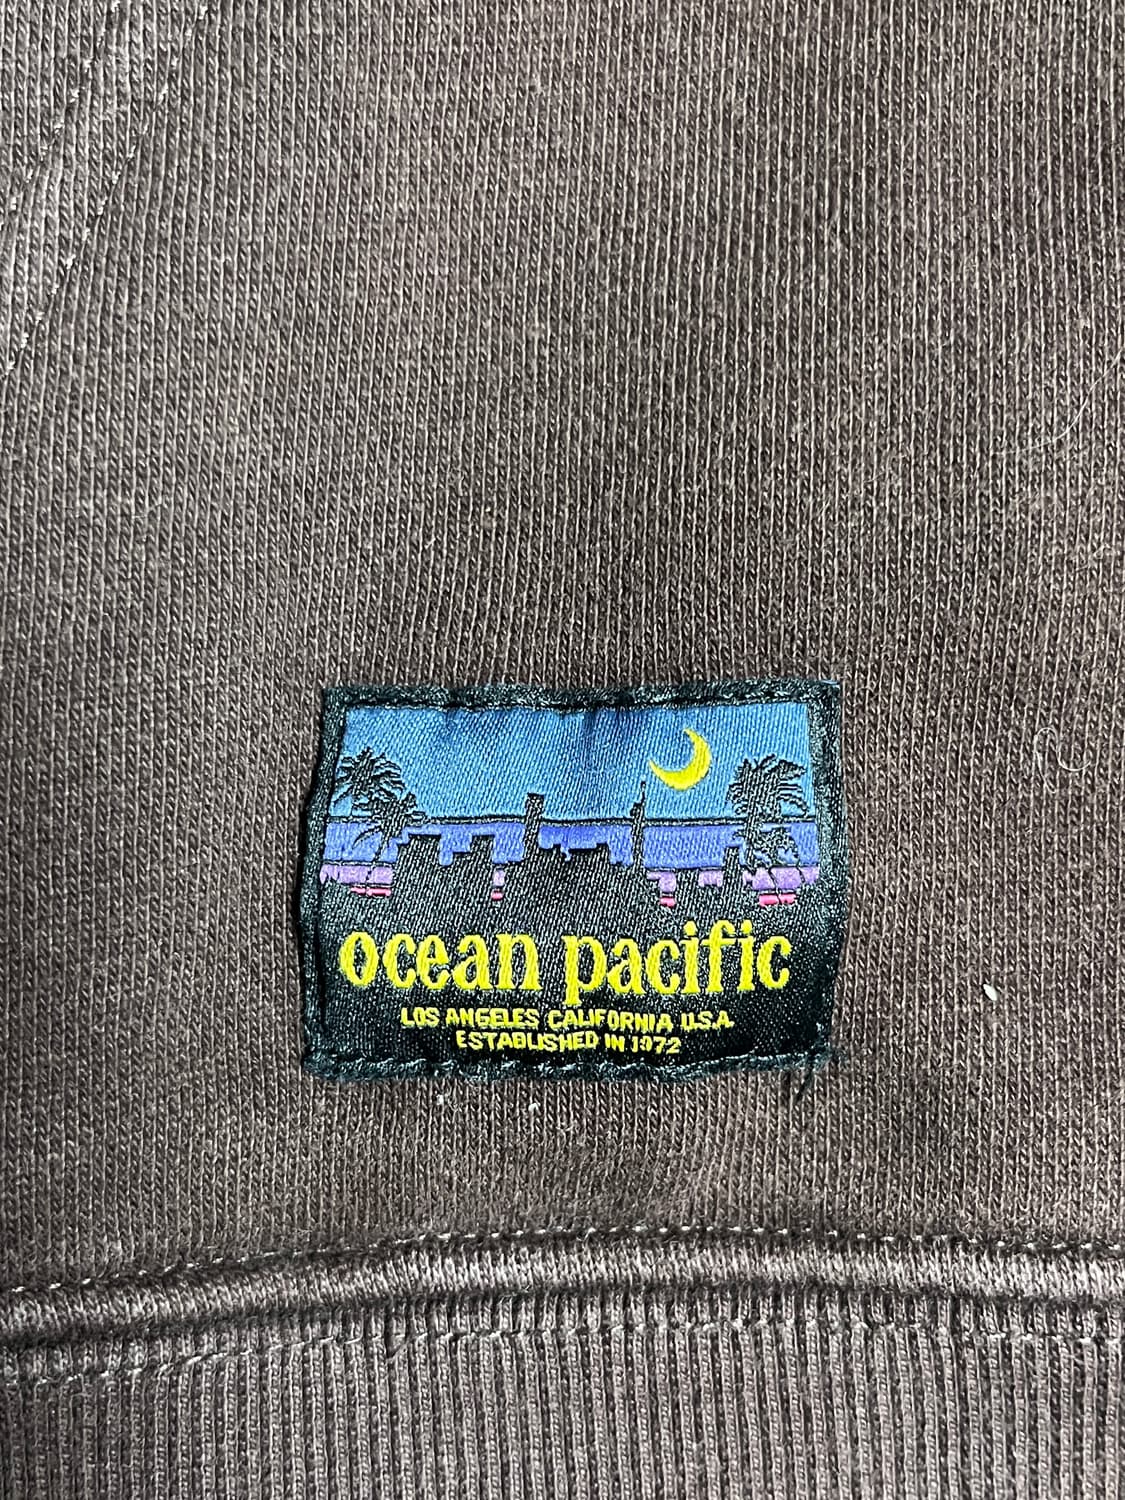 ocean pacific
LOS ANGELES CALIFORNIA U.S.A.
ESTABLISHED IN 1972